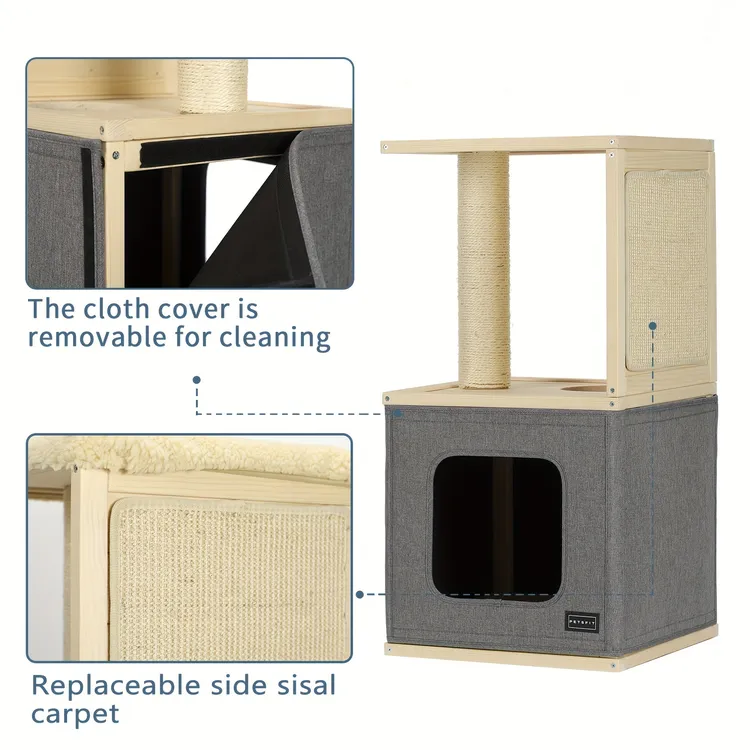 The cloth cover is
removable for cleaning
PETSFIT
Replaceable side sisal
carpet